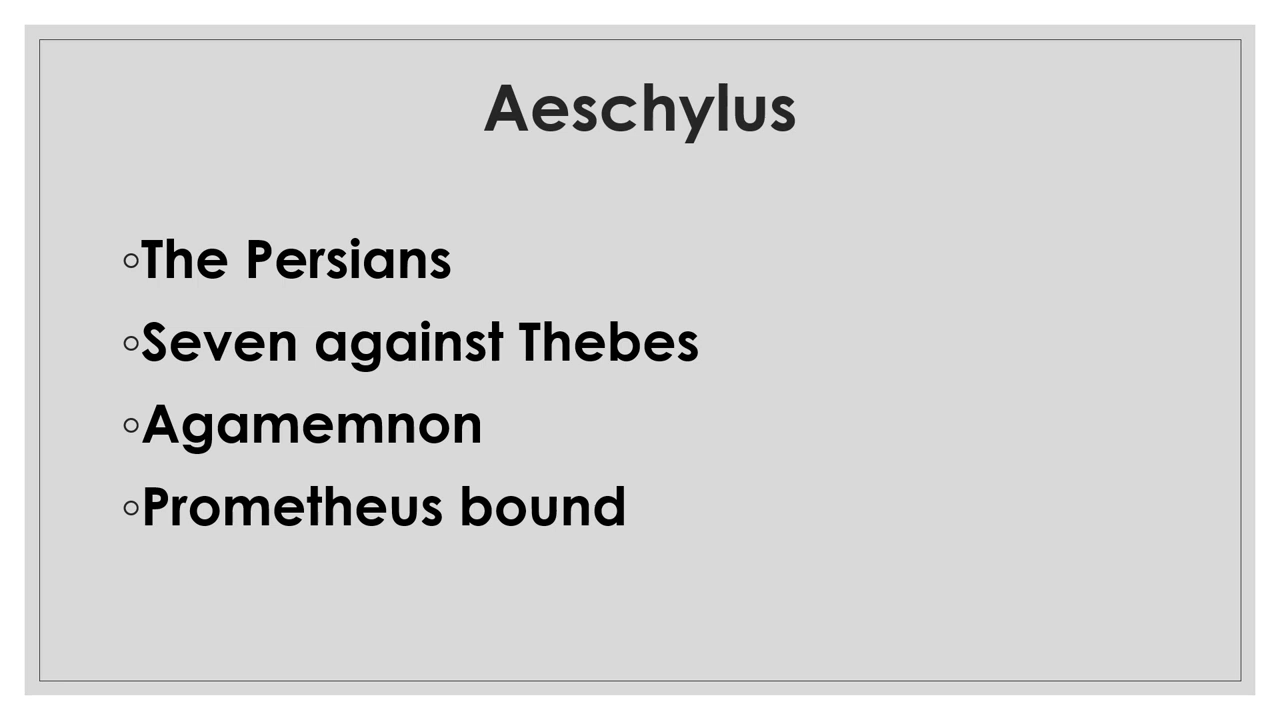 Aeschylus
◦The Persians
◦Seven against Thebes
◦Agamemnon
◦Prometheus bound